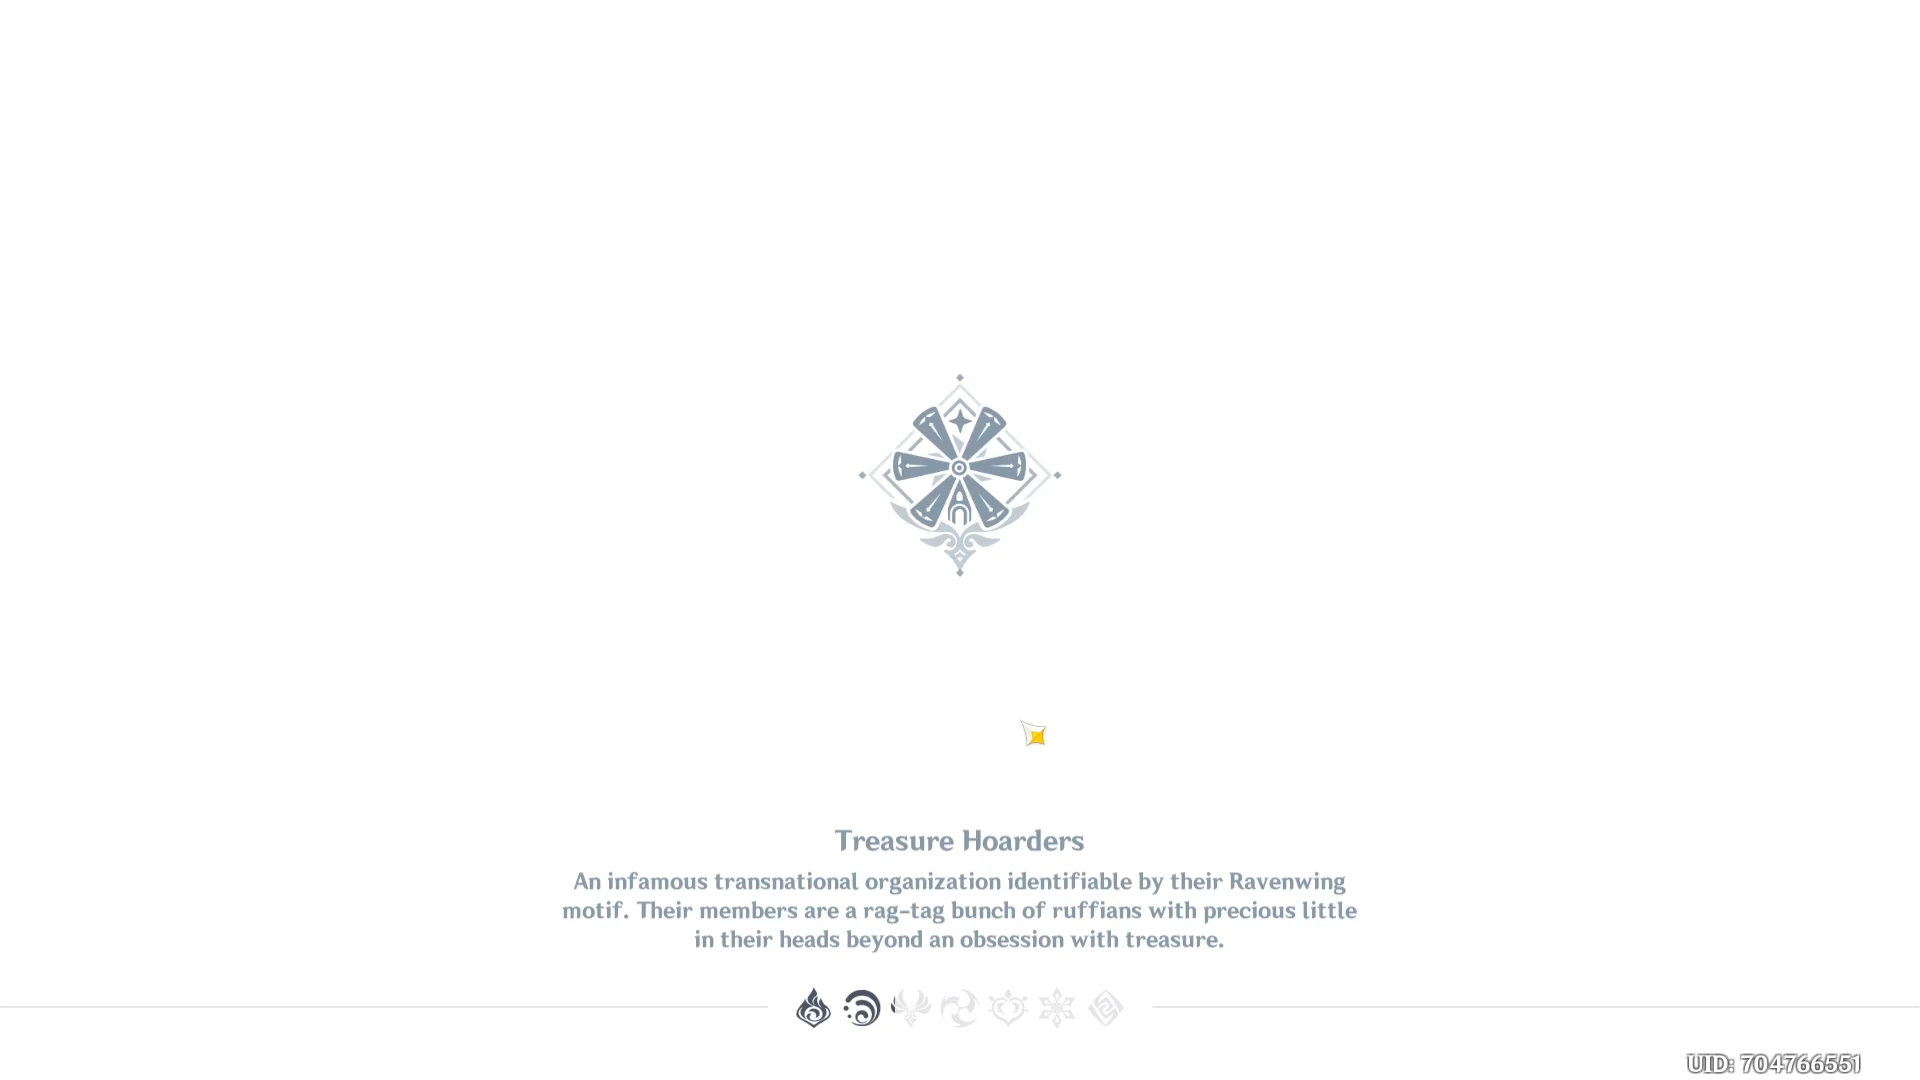 Treasure Hoarders
An infamous transnational organization identifiable by their Ravenwing
motif. Their members are a rag-tag bunch of ruffians with precious little
in their heads beyond an obsession with treasure.
UID: 704766551